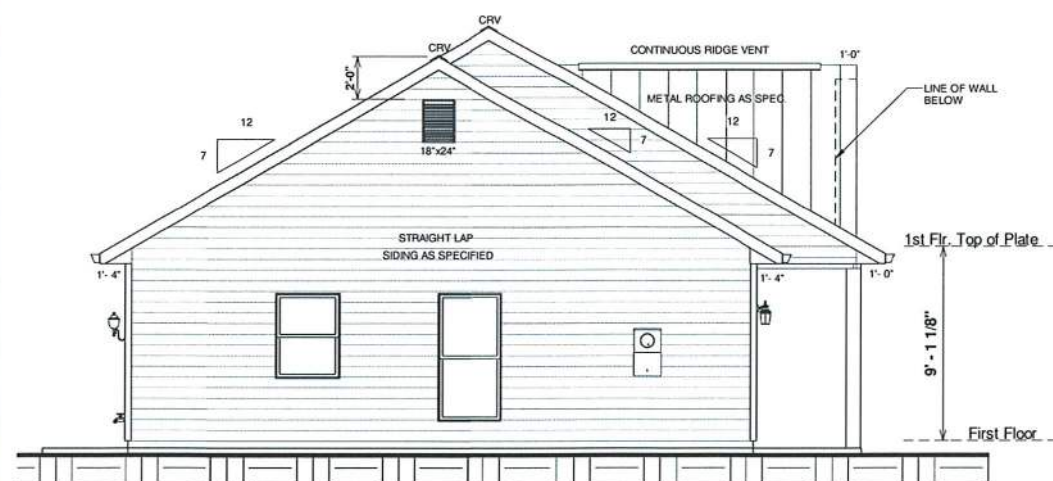 CRV
CRV
CONTINUOUS RIDGE VENT
1'-0"
2'-0"
METAL ROOFING AS SPEC.
LINE OF WALL
BELOW
12
7
18"x24"
12
7
12
7
STRAIGHT LAP
SIDING AS SPECIFIED
1st Flr. Top of Plate
1'- 4"
1'- 4"
1'- 0"
9' - 1 1/8"
First Floor